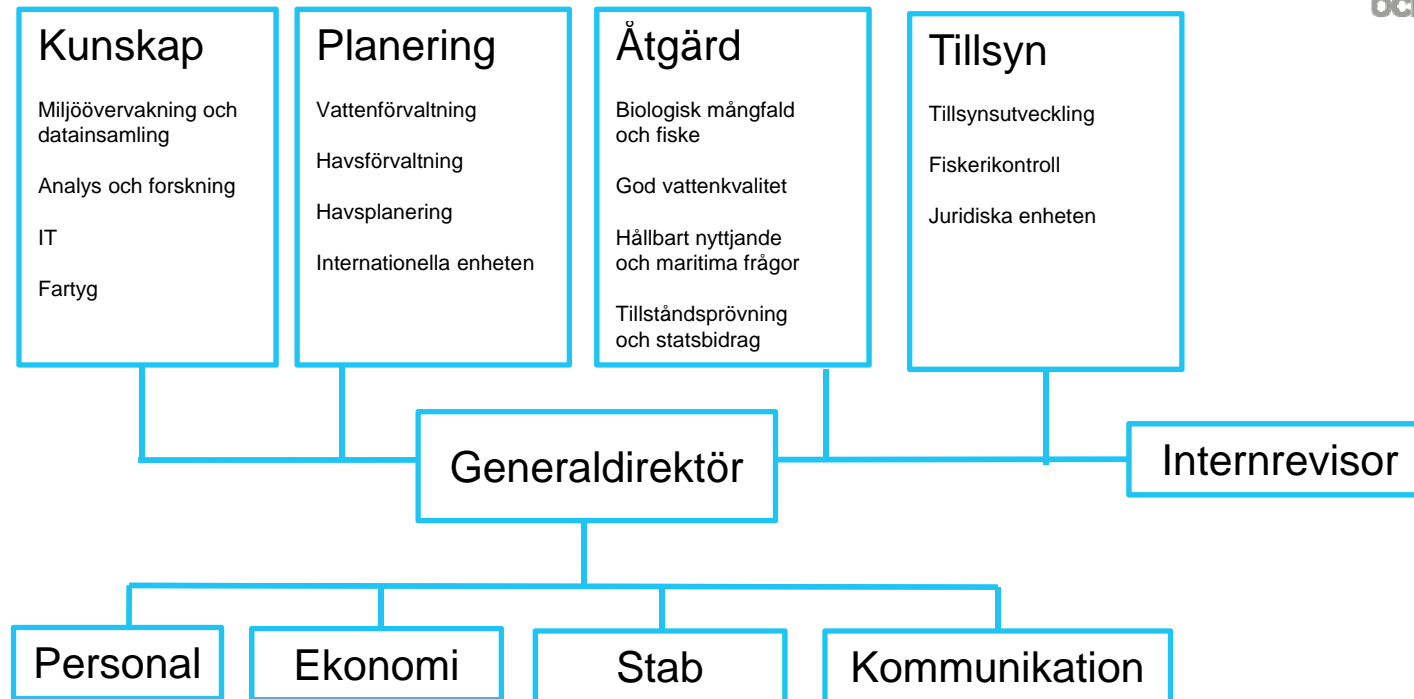 Kunskap
Miljöövervakning och
datainsamling
Analys och forskning
IT
Fartyg
Planering
Vattenförvaltning
Havsförvaltning
Havsplanering
Internationella enheten
Åtgärd
Biologisk mångfald
och fiske
God vattenkvalitet
Hållbart nyttjande
och maritima frågor
Tillståndsprövning
och statsbidrag
Tillsyn
Tillsynsutveckling
Fiskerikontroll
Juridiska enheten
Generaldirektör
Internrevisor
Personal
Ekonomi
Stab
Kommunikation